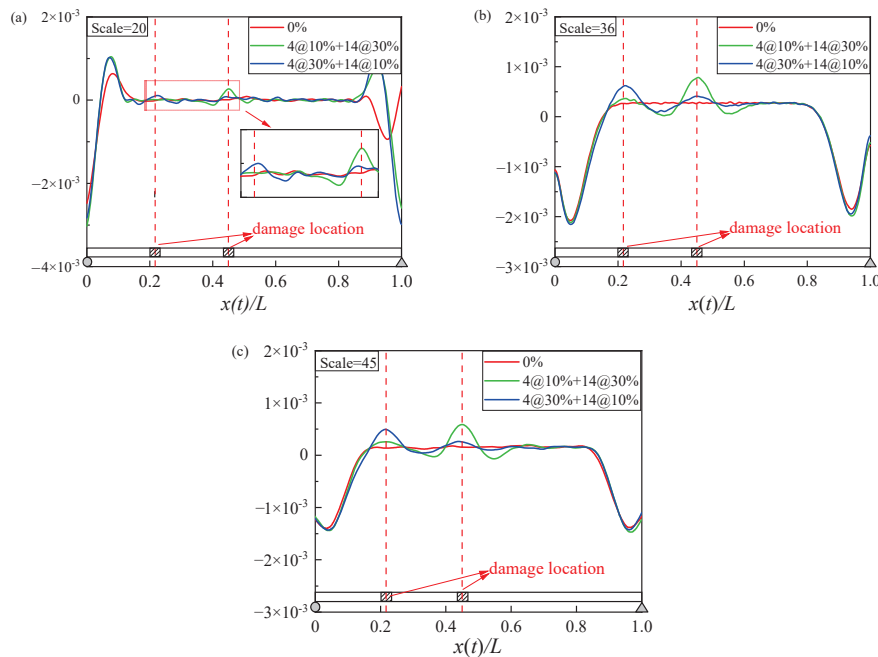 (a)
2×10⁻³
1×10⁻³
0
−2×10⁻³
−4×10⁻³
Scale=20
0%
4@10%+14@30%
4@30%+14@10%
damage location
0 0.2 0.4 0.6 0.8 1.0
x(t)/L
(b)
2×10⁻³
1×10⁻³
0
−1×10⁻³
−2×10⁻³
−3×10⁻³
Scale=36
0%
4@10%+14@30%
4@30%+14@10%
damage location
0 0.2 0.4 0.6 0.8 1.0
x(t)/L
(c)
2×10⁻³
1×10⁻³
0
−1×10⁻³
−2×10⁻³
−3×10⁻³
Scale=45
0%
4@10%+14@30%
4@30%+14@10%
damage location
0 0.2 0.4 0.6 0.8 1.0
x(t)/L